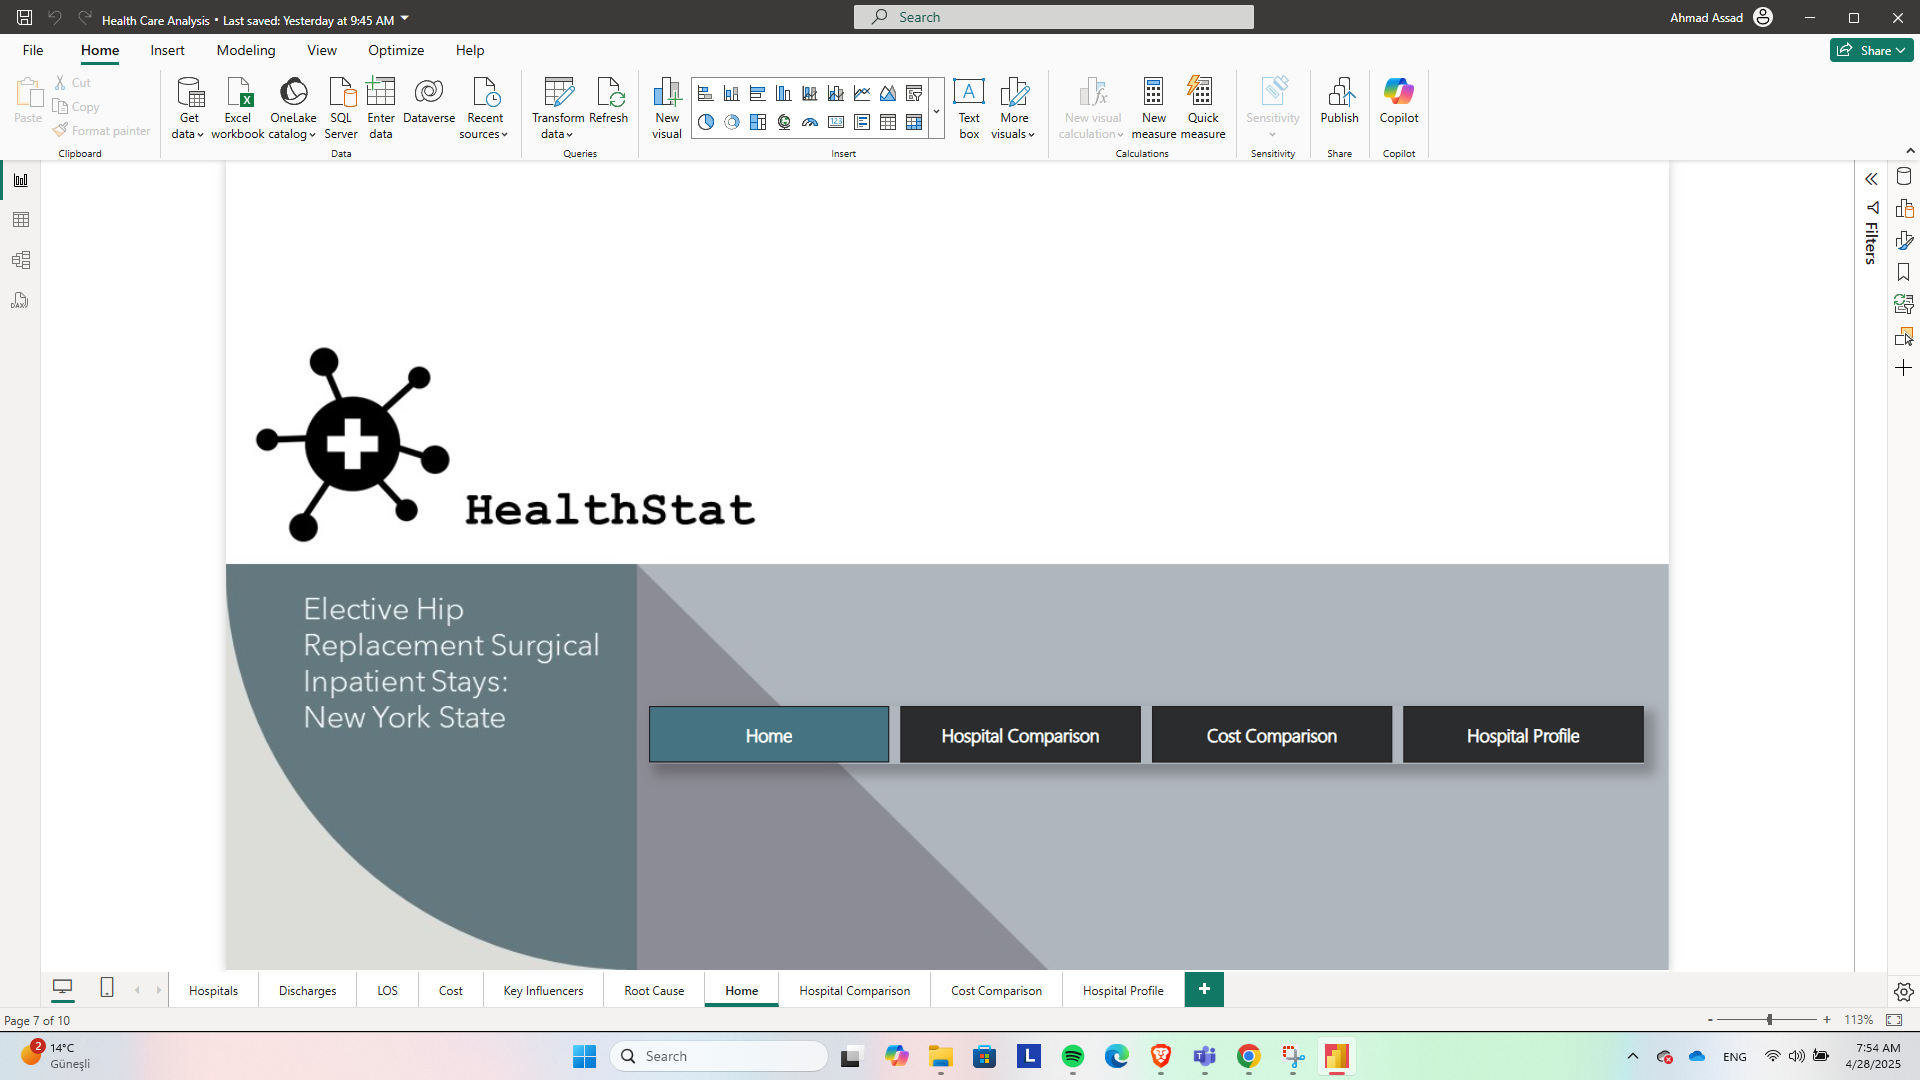 Health Care Analysis • Last saved: Yesterday at 9:45 AM
Search
Ahmad Assad
File
Home
Insert
Modeling
View
Optimize
Help
Share
Paste
Cut
Copy
Format painter
Clipboard
Get data
Excel workbook
OneLake catalog
SQL Server
Enter data
Dataverse
Recent sources
Data
Transform data
Refresh
Queries
New visual
Text box
More visuals
Insert
New visual calculation
New measure
Quick measure
Calculations
Sensitivity
Sensitivity
Publish
Share
Copilot
Copilot
DAX
Filters
HealthStat
Elective Hip
Replacement Surgical
Inpatient Stays:
New York State
Home
Hospital Comparison
Cost Comparison
Hospital Profile
Hospitals
Discharges
LOS
Cost
Key Influencers
Root Cause
Home
Hospital Comparison
Cost Comparison
Hospital Profile
+
Page 7 of 10
- + 113%
2
14°C
Güneşli
Search
L
ENG
7:54 AM
4/28/2025